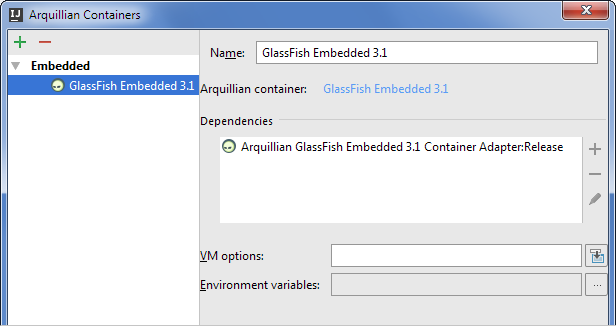 IJ Arquillian Containers
Name: GlassFish Embedded 3.1
Embedded
GlassFish Embedded 3.1
Arquillian container: GlassFish Embedded 3.1
Dependencies
Arquillian GlassFish Embedded 3.1 Container Adapter:Release
VM options:
Environment variables: ...